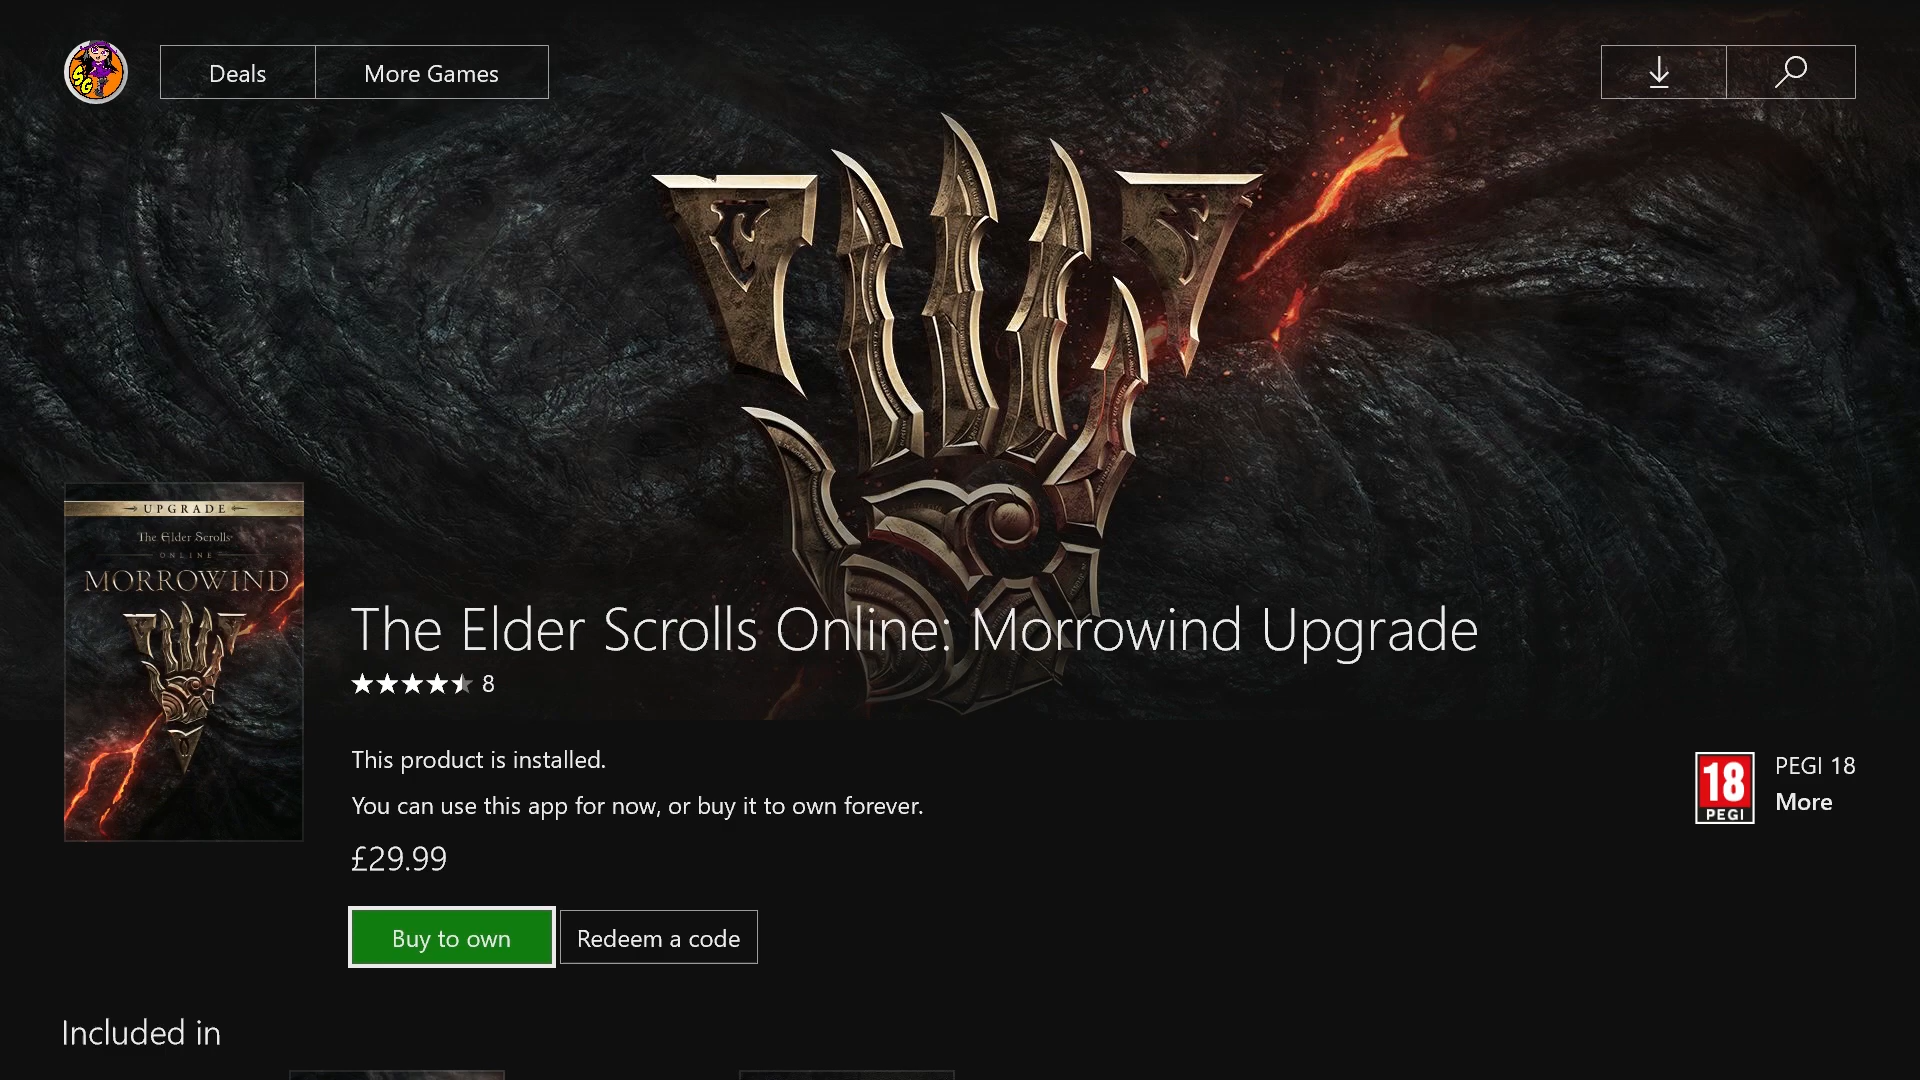 SG
Deals
More Games
UPGRADE
The Elder Scrolls
ONLINE
MORROWIND
The Elder Scrolls Online: Morrowind Upgrade
8
This product is installed.
You can use this app for now, or buy it to own forever.
£29.99
Buy to own
Redeem a code
18
PEGI
PEGI 18
More
Included in